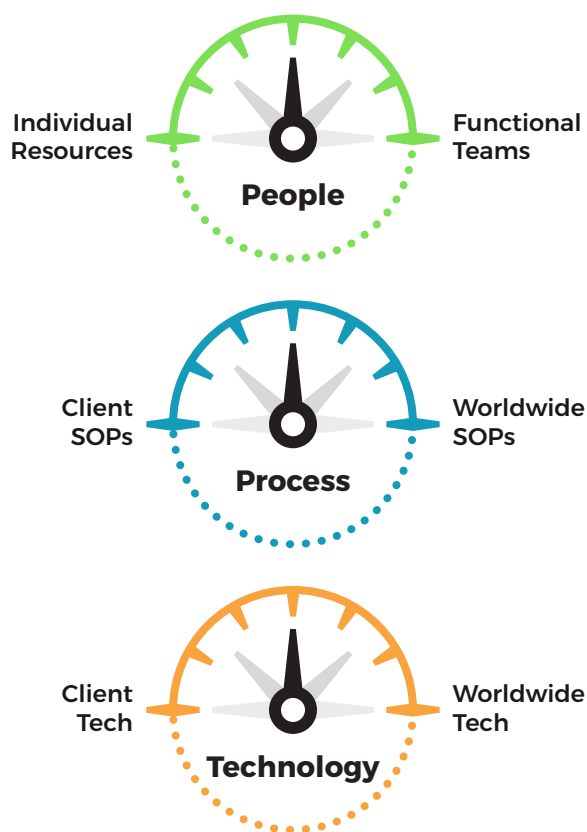 Individual
Resources
Functional
Teams
People
Client
SOPs
Worldwide
SOPs
Process
Client
Tech
Worldwide
Tech
Technology